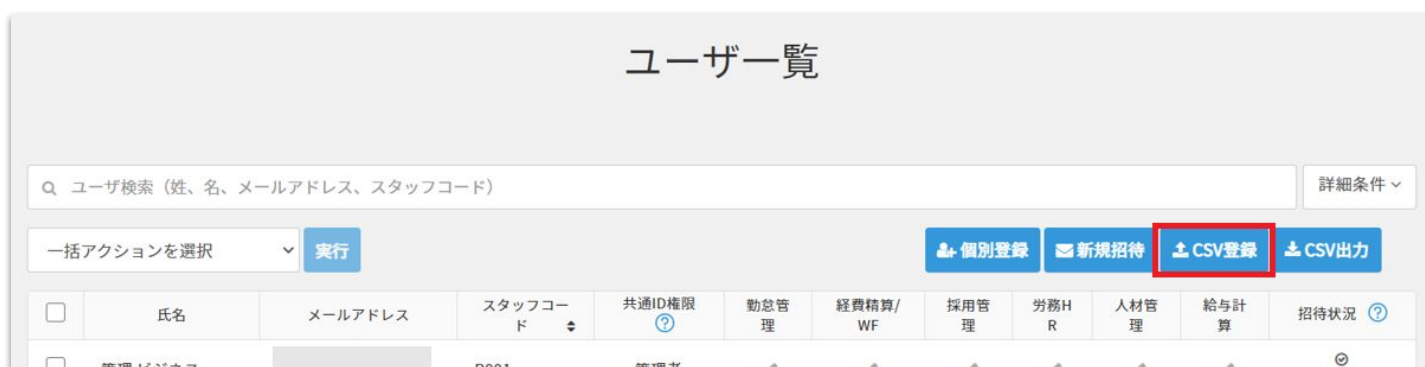 ユーザ一覧
ユーザ検索（姓、名、メールアドレス、スタッフコード）
詳細条件
一括アクションを選択
実行
個別登録
新規招待
CSV登録
CSV出力
氏名
メールアドレス
スタッフコー
ド
共通ID権限
勤怠管
理
経費精算/
WF
採用管
理
労務H
R
人材管
理
給与計
算
招待状況